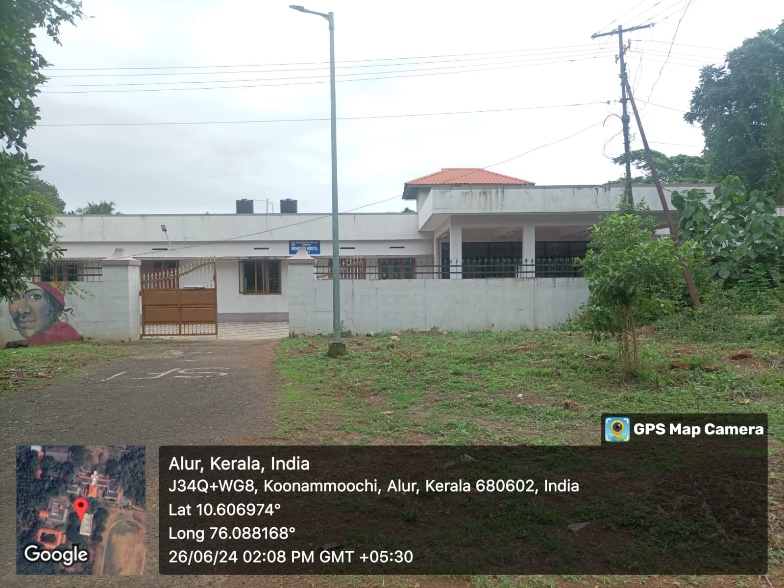 GPS Map Camera
Alur, Kerala, India
J34Q+WG8, Koonammoochi, Alur, Kerala 680602, India
Lat 10.606974°
Long 76.088168°
26/06/24 02:08 PM GMT +05:30
Google